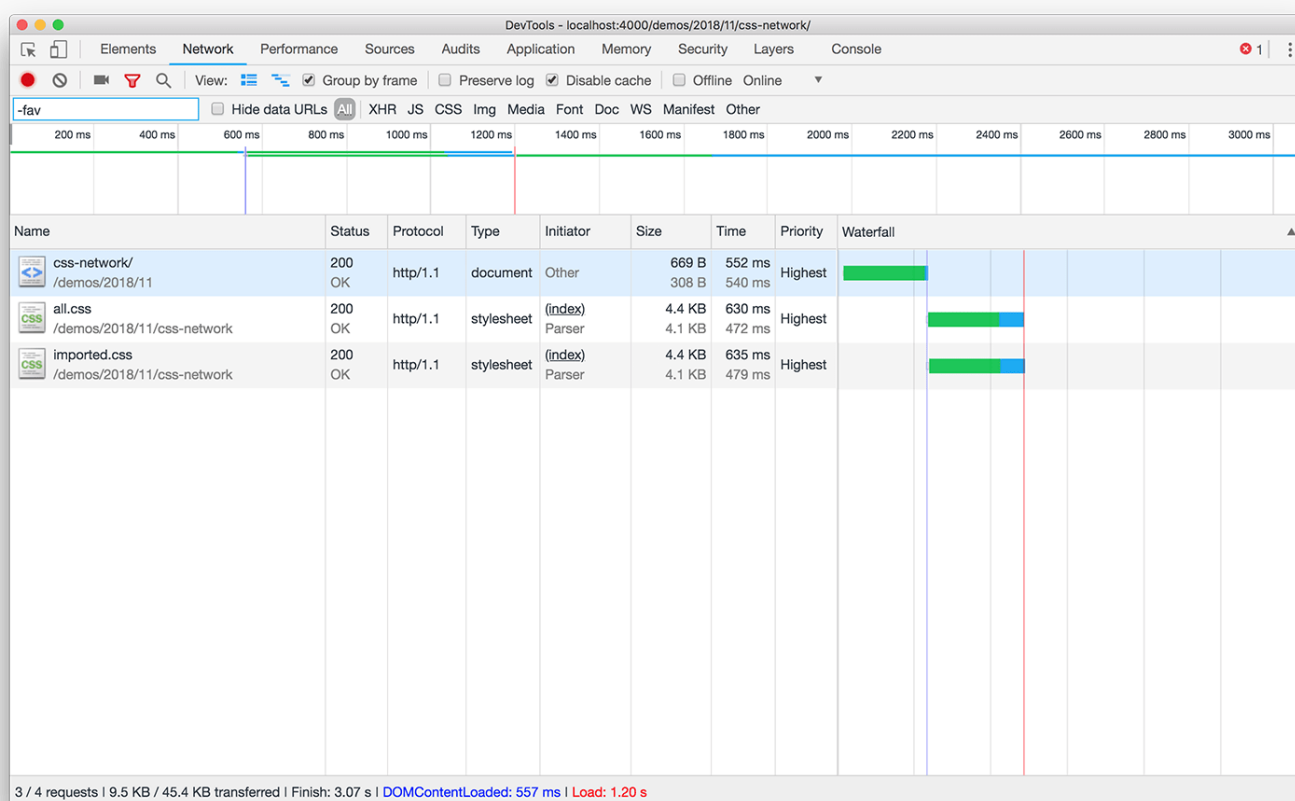 DevTools - localhost:4000/demos/2018/11/css-network/
Elements Network Performance Sources Audits Application Memory Security Layers Console 1
View: Group by frame Preserve log Disable cache Offline Online
-fav Hide data URLs All XHR JS CSS Img Media Font Doc WS Manifest Other
200 ms 400 ms 600 ms 800 ms 1000 ms 1200 ms 1400 ms 1600 ms 1800 ms 2000 ms 2200 ms 2400 ms 2600 ms 2800 ms 3000 ms
Name Status Protocol Type Initiator Size Time Priority Waterfall
css-network/ 200 http/1.1 document Other 669 B 552 ms Highest
/demos/2018/11 OK 308 B 540 ms
all.css 200 http/1.1 stylesheet (index) 4.4 KB 630 ms Highest
CSS /demos/2018/11/css-network OK Parser 4.1 KB 472 ms
imported.css 200 http/1.1 stylesheet (index) 4.4 KB 635 ms Highest
CSS /demos/2018/11/css-network OK Parser 4.1 KB 479 ms
3 / 4 requests | 9.5 KB / 45.4 KB transferred | Finish: 3.07 s | DOMContentLoaded: 557 ms | Load: 1.20 s